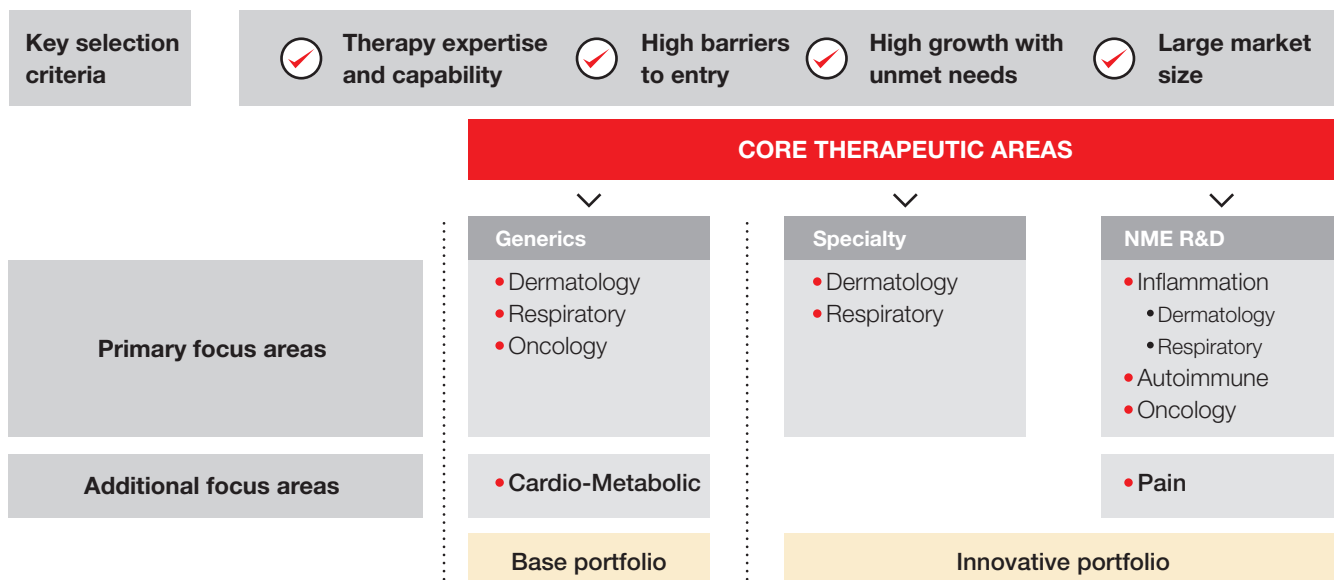 Key selection
criteria
Therapy expertise
and capability
High barriers
to entry
High growth with
unmet needs
Large market
size
CORE THERAPEUTIC AREAS
Generics
Specialty
NME R&D
Primary focus areas
• Dermatology
• Respiratory
• Oncology
• Dermatology
• Respiratory
• Inflammation
• Dermatology
• Respiratory
• Autoimmune
• Oncology
Additional focus areas
• Cardio-Metabolic
• Pain
Base portfolio
Innovative portfolio